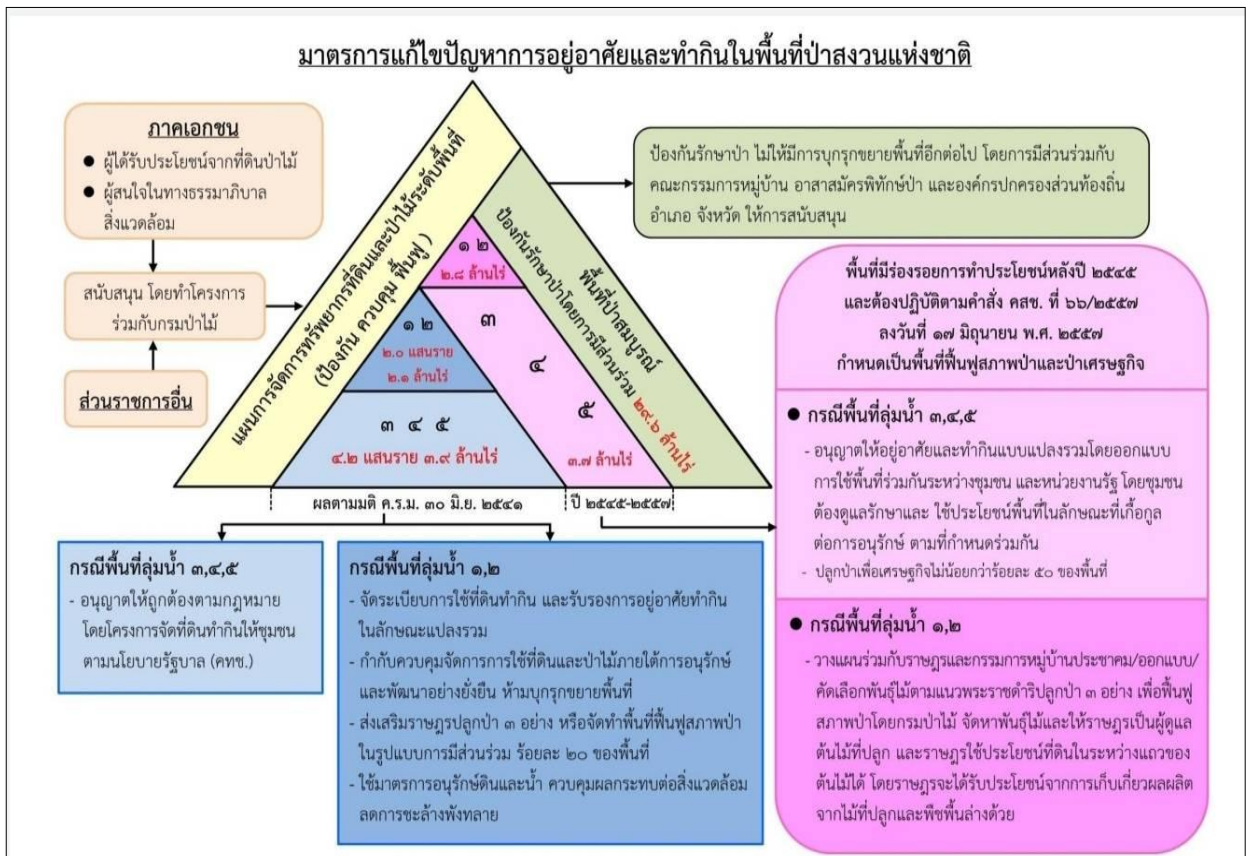 มาตรการแก้ไขปัญหาการอยู่อาศัยและทำกินในพื้นที่ป่าสงวนแห่งชาติ
ภาคเอกชน
● ผู้ได้รับประโยชน์จากที่ดินป่าไม้
● ผู้สนใจในทางธรรมาภิบาล
สิ่งแวดล้อม
สนับสนุน โดยทำโครงการ
ร่วมกับกรมป่าไม้
ส่วนราชการอื่น
แผนการจัดการทรัพยากรที่ดินและป่าไม้ระดับพื้นที่
(ป้องกัน ควบคุม ฟื้นฟู )
พื้นที่ป่าสมบูรณ์
ป้องกันรักษาป่าโดยการมีส่วนร่วม ๒๙.๖ ล้านไร่
๑ ๒
๒.๘ ล้านไร่
๑ ๒
๒.๐ แสนราย
๒.๑ ล้านไร่
๓ ๔ ๕
๔.๒ แสนราย ๓.๙ ล้านไร่
๓
๔
๕
๓.๗ ล้านไร่
ผลตามมติ ค.ร.ม. ๓๐ มิ.ย. ๒๕๔๑
ปี ๒๕๔๕-๒๕๕๗
ป้องกันรักษาป่า ไม่ให้มีการบุกรุกขยายพื้นที่อีกต่อไป โดยการมีส่วนร่วมกับ
คณะกรรมการหมู่บ้าน อาสาสมัครพิทักษ์ป่า และองค์กรปกครองส่วนท้องถิ่น
อำเภอ จังหวัด ให้การสนับสนุน
พื้นที่มีร่องรอยการทำประโยชน์หลังปี ๒๕๔๕
และต้องปฏิบัติตามคำสั่ง คสช. ที่ ๖๖/๒๕๕๗
ลงวันที่ ๑๗ มิถุนายน พ.ศ. ๒๕๕๗
กำหนดเป็นพื้นที่ฟื้นฟูสภาพป่าและป่าเศรษฐกิจ
● กรณีพื้นที่ลุ่มน้ำ ๓,๔,๕
- อนุญาตให้อยู่อาศัยและทำกินแบบแปลงรวมโดยออกแบบ
การใช้พื้นที่ร่วมกันระหว่างชุมชน และหน่วยงานรัฐ โดยชุมชน
ต้องดูแลรักษาและ ใช้ประโยชน์พื้นที่ในลักษณะที่เกื้อกูล
ต่อการอนุรักษ์ ตามที่กำหนดร่วมกัน
- ปลูกป่าเพื่อเศรษฐกิจไม่น้อยกว่าร้อยละ ๕๐ ของพื้นที่
● กรณีพื้นที่ลุ่มน้ำ ๑,๒
- วางแผนร่วมกับราษฎรและกรรมการหมู่บ้านประชาคม/ออกแบบ/
คัดเลือกพันธุ์ไม้ตามแนวพระราชดำริปลูกป่า ๓ อย่าง เพื่อฟื้นฟู
สภาพป่าโดยกรมป่าไม้ จัดหาพันธุ์ไม้และให้ราษฎรเป็นผู้ดูแล
ต้นไม้ที่ปลูก และราษฎรใช้ประโยชน์ที่ดินในระหว่างแถวของ
ต้นไม้ได้ โดยราษฎรจะได้รับประโยชน์จากการเก็บเกี่ยวผลผลิต
จากไม้ที่ปลูกและพืชพื้นล่างด้วย
กรณีพื้นที่ลุ่มน้ำ ๓,๔,๕
- อนุญาตให้ถูกต้องตามกฎหมาย
โดยโครงการจัดที่ดินทำกินให้ชุมชน
ตามนโยบายรัฐบาล (คทช.)
กรณีพื้นที่ลุ่มน้ำ ๑,๒
- จัดระเบียบการใช้ที่ดินทำกิน และรับรองการอยู่อาศัยทำกิน
ในลักษณะแปลงรวม
- กำกับควบคุมจัดการการใช้ที่ดินและป่าไม้ภายใต้การอนุรักษ์
และพัฒนาอย่างยั่งยืน ห้ามบุกรุกขยายพื้นที่
- ส่งเสริมราษฎรปลูกป่า ๓ อย่าง หรือจัดทำพื้นที่ฟื้นฟูสภาพป่า
ในรูปแบบการมีส่วนร่วม ร้อยละ ๒๐ ของพื้นที่
- ใช้มาตรการอนุรักษ์ดินและน้ำ ควบคุมผลกระทบต่อสิ่งแวดล้อม
ลดการชะล้างพังทลาย